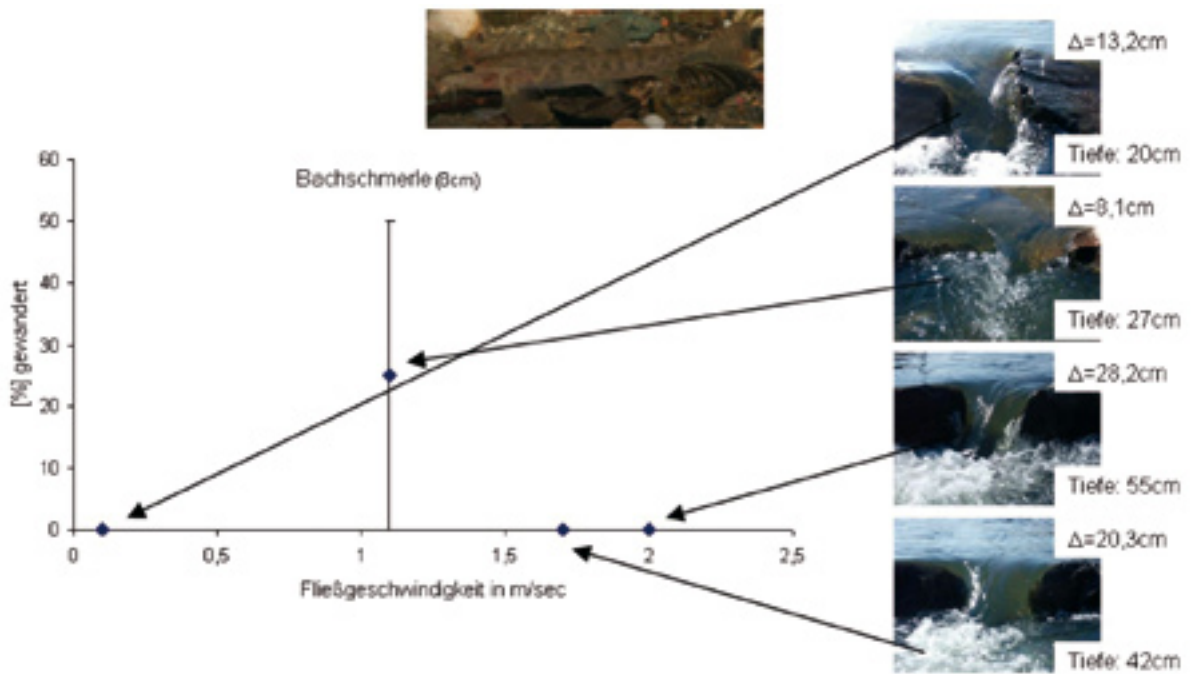 Δ=13,2cm
Tiefe: 20cm
Δ=8,1cm
Tiefe: 27cm
Δ=28,2cm
Tiefe: 55cm
Δ=20,3cm
Tiefe: 42cm
Bachschmerle (8cm)
[%] gewandert
60
50
40
30
20
10
0
0 0,5 1 1,5 2 2,5
Fließgeschwindigkeit in m/sec